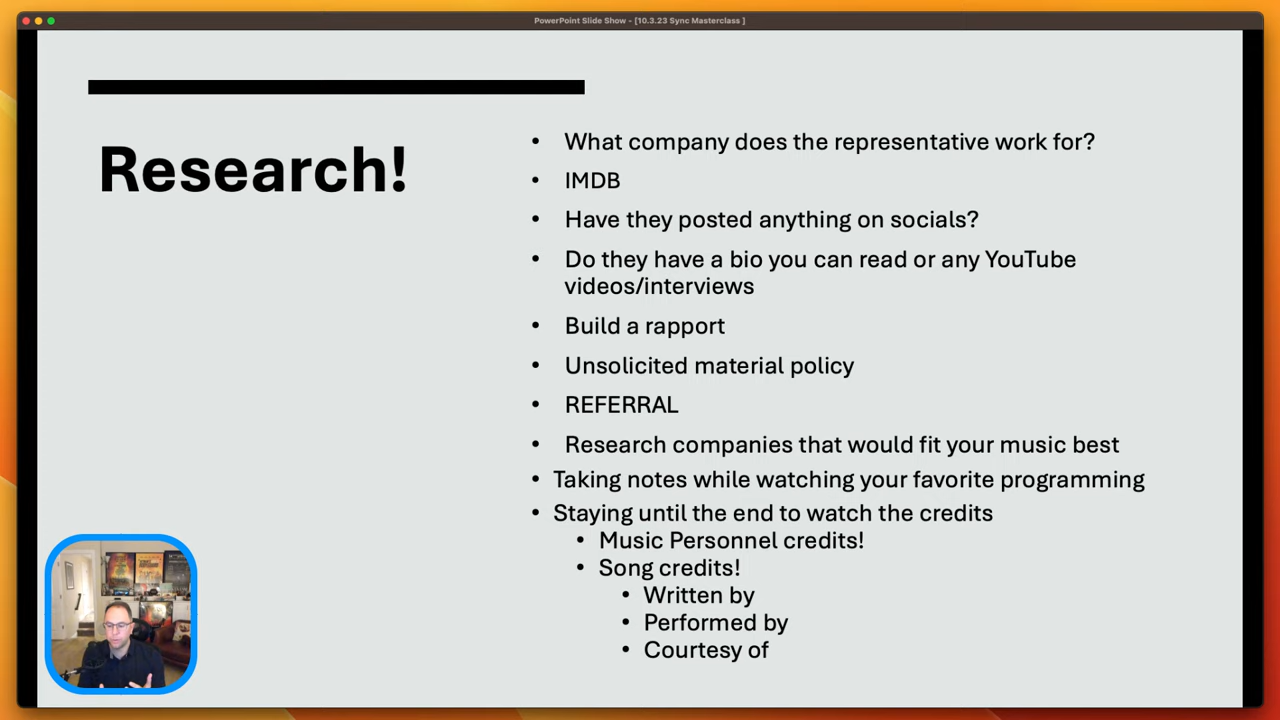 PowerPoint Slide Show - [10.3.23 Sync Masterclass ]
Research!
• What company does the representative work for?
• IMDB
• Have they posted anything on socials?
• Do they have a bio you can read or any YouTube
videos/interviews
• Build a rapport
• Unsolicited material policy
• REFERRAL
• Research companies that would fit your music best
• Taking notes while watching your favorite programming
• Staying until the end to watch the credits
• Music Personnel credits!
• Song credits!
• Written by
• Performed by
• Courtesy of